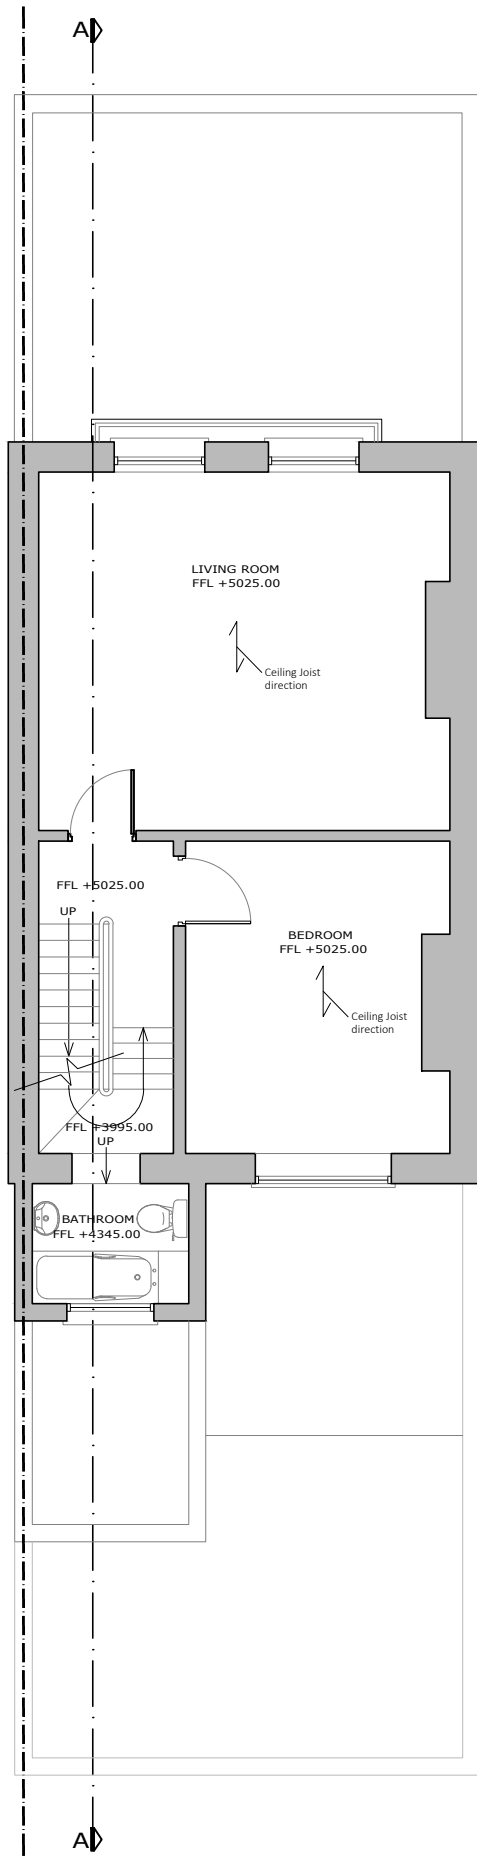 A
LIVING ROOM
FFL +5025.00
Ceiling Joist
direction
FFL +5025.00
UP
BEDROOM
FFL +5025.00
Ceiling Joist
direction
FFL +3995.00
UP
BATHROOM
FFL +4345.00
A